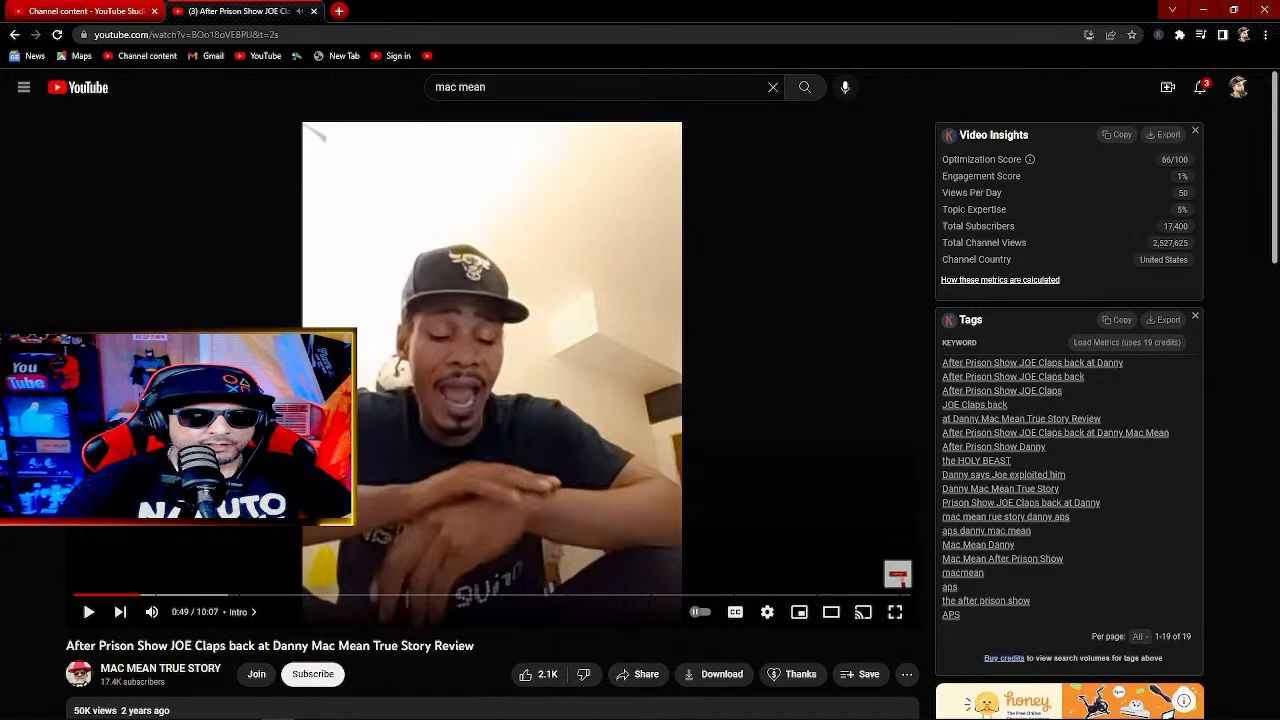 Channel content - YouTube Studi
(3) After Prison Show JOE Cl
youtube.com/watch?v=8Oo18oVEBPU&t=2s
News
Maps
Channel content
Gmail
YouTube
New Tab
Sign in
YouTube
mac mean
3
Video Insights
Copy
Export
Optimization Score
66/100
Engagement Score
1%
Views Per Day
50
Topic Expertise
5%
Total Subscribers
17,400
Total Channel Views
2,527,625
Channel Country
United States
How these metrics are calculated
Tags
Copy
Export
KEYWORD
Load Metrics (uses 19 credits)
After Prison Show JOE Claps back at Danny
After Prison Show JOE Claps back
After Prison Show JOE Claps
JOE Claps back
at Danny Mac Mean True Story Review
After Prison Show JOE Claps back at Danny Mac Mean
After Prison Show Danny
the HOLY BEAST
Danny says Joe exploited him
Danny Mac Mean True Story
Prison Show JOE Claps back at Danny
mac mean rue story danny aps
aps danny mac mean
Mac Mean Danny
Mac Mean After Prison Show
macmean
aps
the after prison show
APS
Per page:
All
1-19 of 19
Buy credits to view search volumes for tags above
honey
You
Tube
0:49 / 10:07 • Intro
CC
After Prison Show JOE Claps back at Danny Mac Mean True Story Review
MAC MEAN TRUE STORY
17.4K subscribers
Join
Subscribe
2.1K
Share
Download
Thanks
Save
50K views 2 years ago